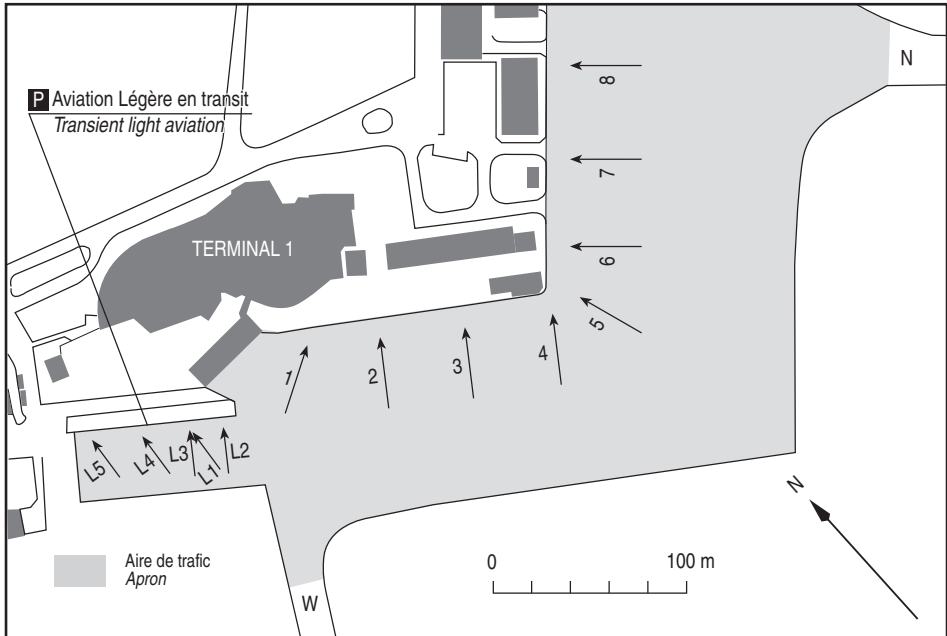 N
8
P Aviation Légère en transit
Transient light aviation
7
TERMINAL 1
6
5
4
3
2
1
L5
L4
L3
L1
L2
N
Aire de trafic
Apron
0
100 m
W